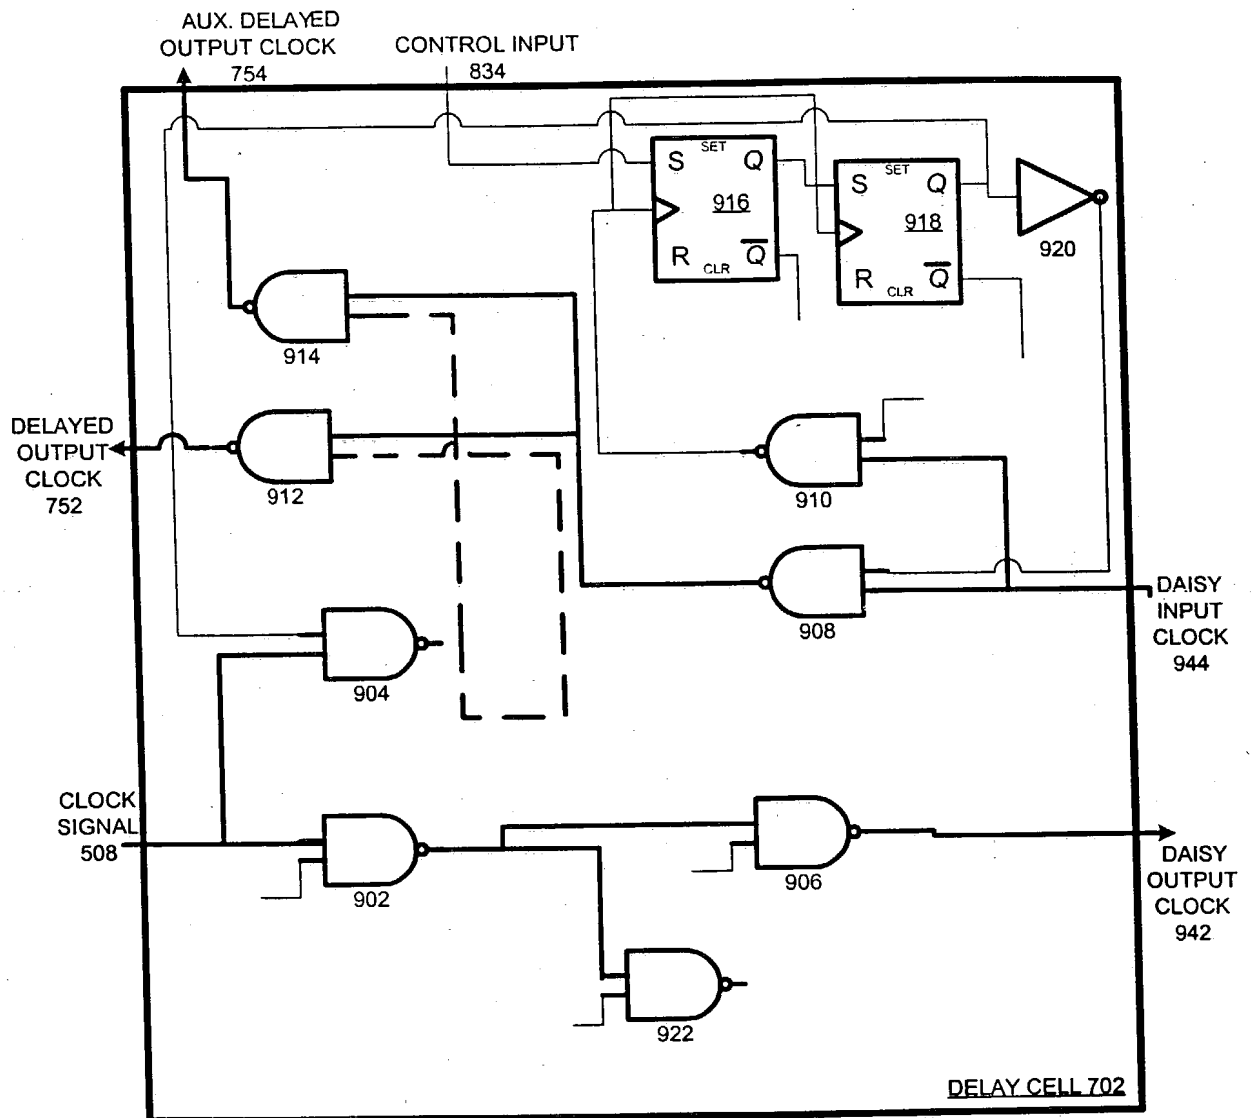 AUX. DELAYED
OUTPUT CLOCK
754
CONTROL INPUT
834
S SET Q
916
R CLR Q
S SET Q
918
R CLR Q
920
914
DELAYED
OUTPUT
CLOCK
752
912
910
908
DAISY
INPUT
CLOCK
944
904
CLOCK
SIGNAL
508
902
906
DAISY
OUTPUT
CLOCK
942
922
DELAY CELL 702